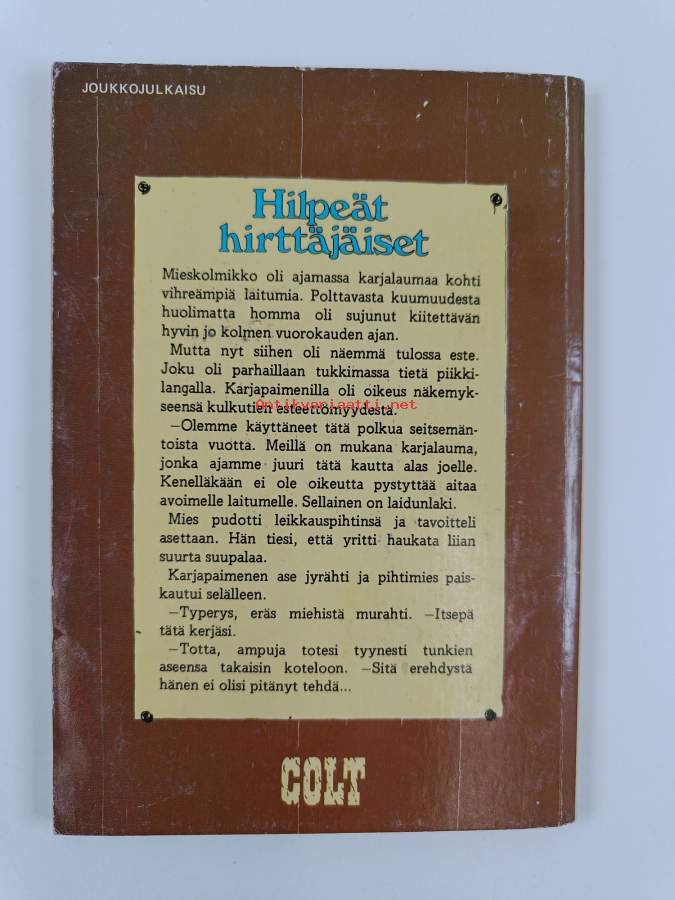 JOUKKOJULKAISU
Hilpeät
hirttäjäiset
Mieskolmikko oli ajamassa karjalaumaa kohti
vihreämpiä laitumia. Polttavasta kuumuudesta
huolimatta homma oli sujunut kiitettävän
hyvin jo kolmen vuorokauden ajan.
Mutta nyt siihen oli näemmä tulossa este.
Joku oli parhaillaan tukkimassa tietä piikki-
langalla. Karjapaimenilla oli oikeus näkemyk-
seensä kulkutien esteettömyydestä.
Antikvariaatti.net
—Olemme käyttäneet tätä polkua seitsemän-
toista vuotta. Meillä on mukana karjalauma,
jonka ajamme juuri tätä kautta alas joelle.
Kenelläkään ei ole oikeutta pystyttää aitaa
avoimelle laitumelle. Sellainen on laidunlaki.
Mies pudotti leikkauspihtinsä ja tavoitteli
asettaan. Hän tiesi, että yritti haukata liian
suurta suupalaa.
Karjapaimenen ase jyrähti ja pihtimies pais-
kautui selälleen.
—Typerys, eräs miehistä murahti. —Itsepä
tätä kerjäsi.
—Totta, ampuja totesi tyynesti tunkien
aseensa takaisin koteloon. —Sitä erehdystä
hänen ei olisi pitänyt tehdä...
COLT